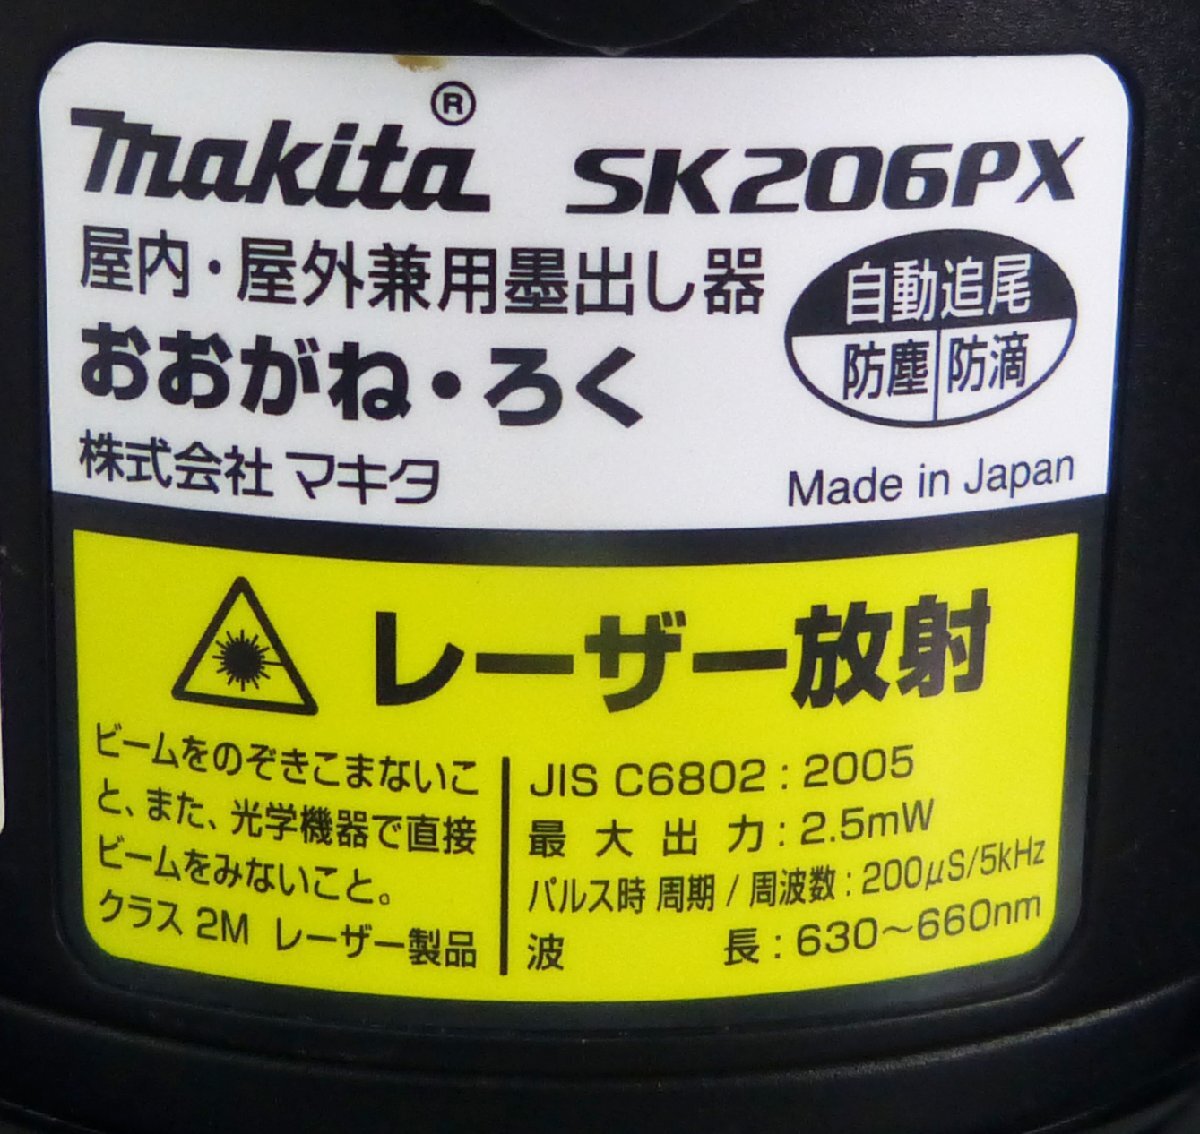 makita® SK206PX
屋内・屋外兼用墨出し器
おおがね・ろく
自動追尾
防塵 防滴
株式会社 マキタ
Made in Japan
レーザー放射
ビームをのぞきこまないこ
と、また、光学機器で直接
ビームをみないこと。
クラス 2M レーザー製品
JIS C6802 : 2005
最大出力 : 2.5mW
パルス時 周期 / 周波数 : 200μS/5kHz
波長 : 630～660nm